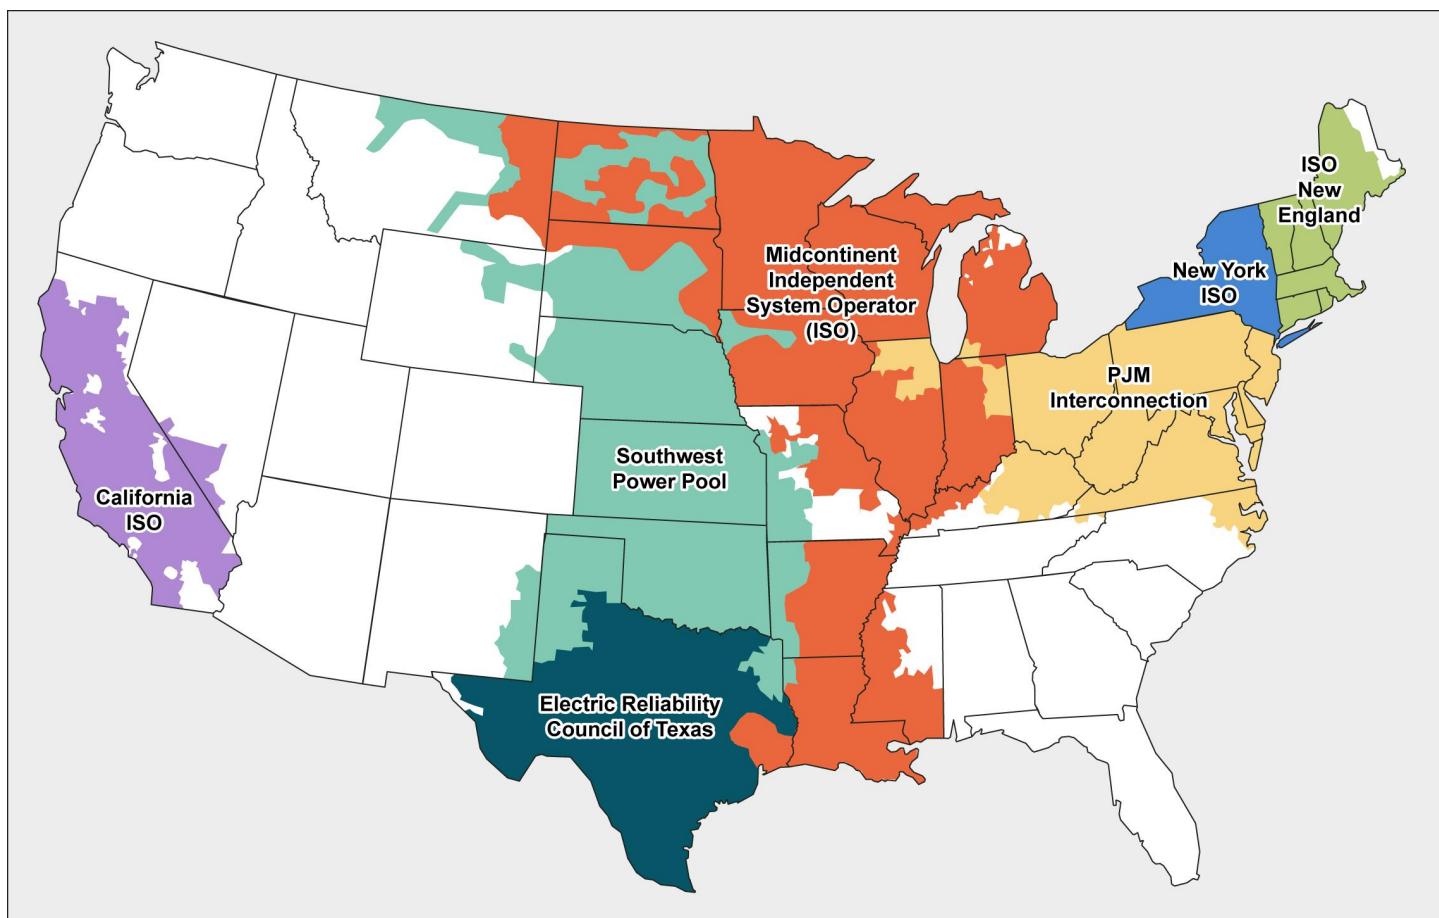 ISO
New
England
Midcontinent
Independent
System Operator
(ISO)
New York
ISO
PJM
Interconnection
Southwest
Power Pool
California
ISO
Electric Reliability
Council of Texas